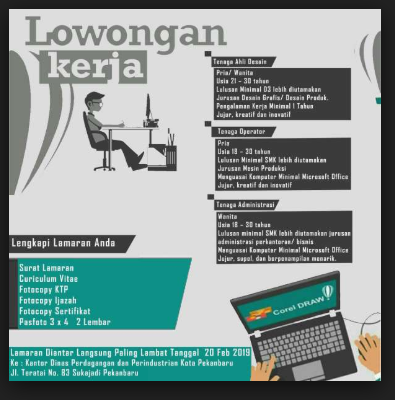 Lowongan
kerja
Tenaga Ahli Desain
Pria/ Wanita
Usia 21 - 30 tahun
Lulusan Minimal D3 lebih diutamakan
Jurusan Desain Grafis/ Desain Produk.
Pengalaman Kerja Minimal 1 Tahun
Jujur, kreatif dan inovatif
Tenaga Operator
Pria
Usia 18 - 30 tahun
Lulusan Minimal SMK lebih diutamakan
Jurusan Mesin Produksi
Menguasai Komputer Minimal Microsoft Office
Jujur, kreatif dan inovatif
Tenaga Administrasi
Wanita
Usia 18 - 30 tahun
Lulusan minimal SMK lebih diutamakan jurusan
administrasi perkantoran/ bisnis
Menguasai Komputer Minimal Microsoft Office
Jujur, supel, dan berpenampilan menarik.
Lengkapi Lamaran Anda
Surat Lamaran
Curiculum Vitae
Fotocopy KTP
Fotocopy Ijazah
Fotocopy Sertifikat
Pasfoto 3 x 4 2 Lembar
Corel DRAW
Lamaran Diantar Langsung Paling Lambat Tanggal 20 Feb 2019
Ke : Kantor Dinas Perdagangan dan Perindustrian Kota Pekanbaru
Jl. Teratai No. 83 Sukajadi Pekanbaru